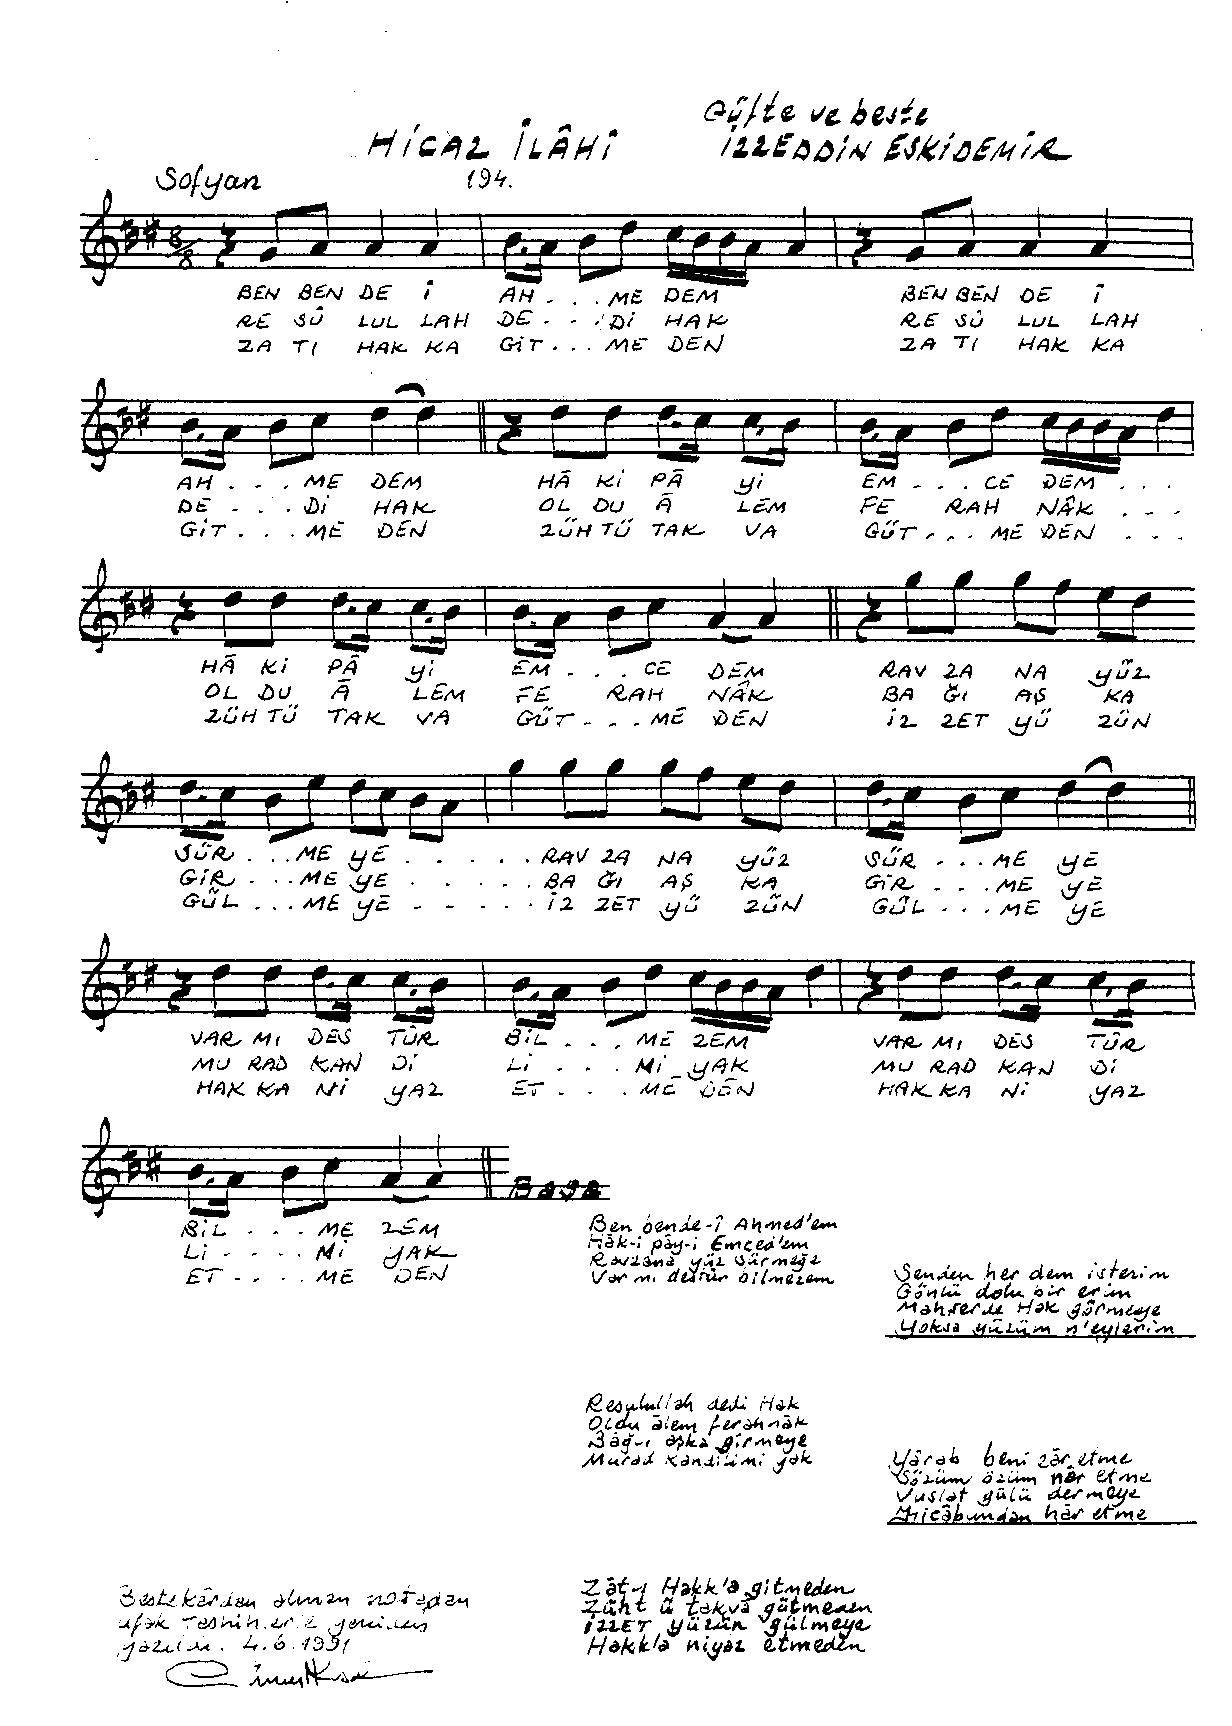 Güfte ve beste
HİCAZ İLÂHİ İZZEDDİN ESKİDEMİR
Sofyan 194.
8/8
BEN BEN DE İ AH - . . ME DEM BEN BEN DE İ
RE SÛ LUL LAH DE - . . Dİ HAK RE SÛ LUL LAH
ZA TI HAK KA GİT . . . ME DEN ZA TI HAK KA
AH . - . ME DEM HĀ Kİ PĀ Yİ EM - . . CE DEM - . .
DE - . . . Dİ HAK OL DU Ā LEM FE RAH NÂK . - -
GİT . . . ME DEN ZÜH TÜ TAK VA GÜT . . . ME DEN - - -
HĀ Kİ PĀ Yİ EM - . . CE DEM RAV ZA NA YÜZ
OL DU Ā LEM FE RAH NÂK BA ĞI AŞ KA
ZÜH TÜ TAK VA GÜT . . . ME DEN İZ ZET YÜ ZÜN
SÜR . . . ME YE . - . . . . RAV ZA NA YÜZ SÜR . . . ME YE
GİR - . . ME YE . . . . . . BA ĞI AŞ KA GİR - . . ME YE
GÜL . . . ME YE - - - . . . İZ ZET YÜ ZÜN GÜL . . . ME YE
VAR MI DES TÛR BİL . . . ME ZEM VAR MI DES TÛR
MU RAD KAN Dİ Lİ . . . . Mİ YAK MU RAD KAN Dİ
HAK KA Nİ YAZ ET - . . . ME DEN HAK KA Nİ YAZ
Başa
BİL . . . . ME ZEM
Lİ - - . . . Mİ YAK
ET - - . . . ME DEN
Ben bende-î Ahmed'em
Hâk-i pây-i Emced'em
Ravzana yüz sürmeğe
Var mı destûr bilmezem
Senden her dem isterim
Gönlü dolu bir erim
Mahşerde Hak görmeye
Yoksa yüzüm n'eylerim
Resulullah dedi Hak
Oldu âlem ferahnâk
Bâğ-ı aşka girmeye
Murad kandilimi yak
Yârab beni zâr etme
Sözüm özüm nâr etme
Vuslat gülü dermeye
Hicâbından hâr etme
Zât-ı Hakk'a gitmeden
Züht ü takvâ gütmeden
İZZET yüzün gülmeye
Hakk'a niyaz etmeden
Bestekârdan alınan notadan
ufak tashihlerle yeniden
yazıldı. 4.6.1991